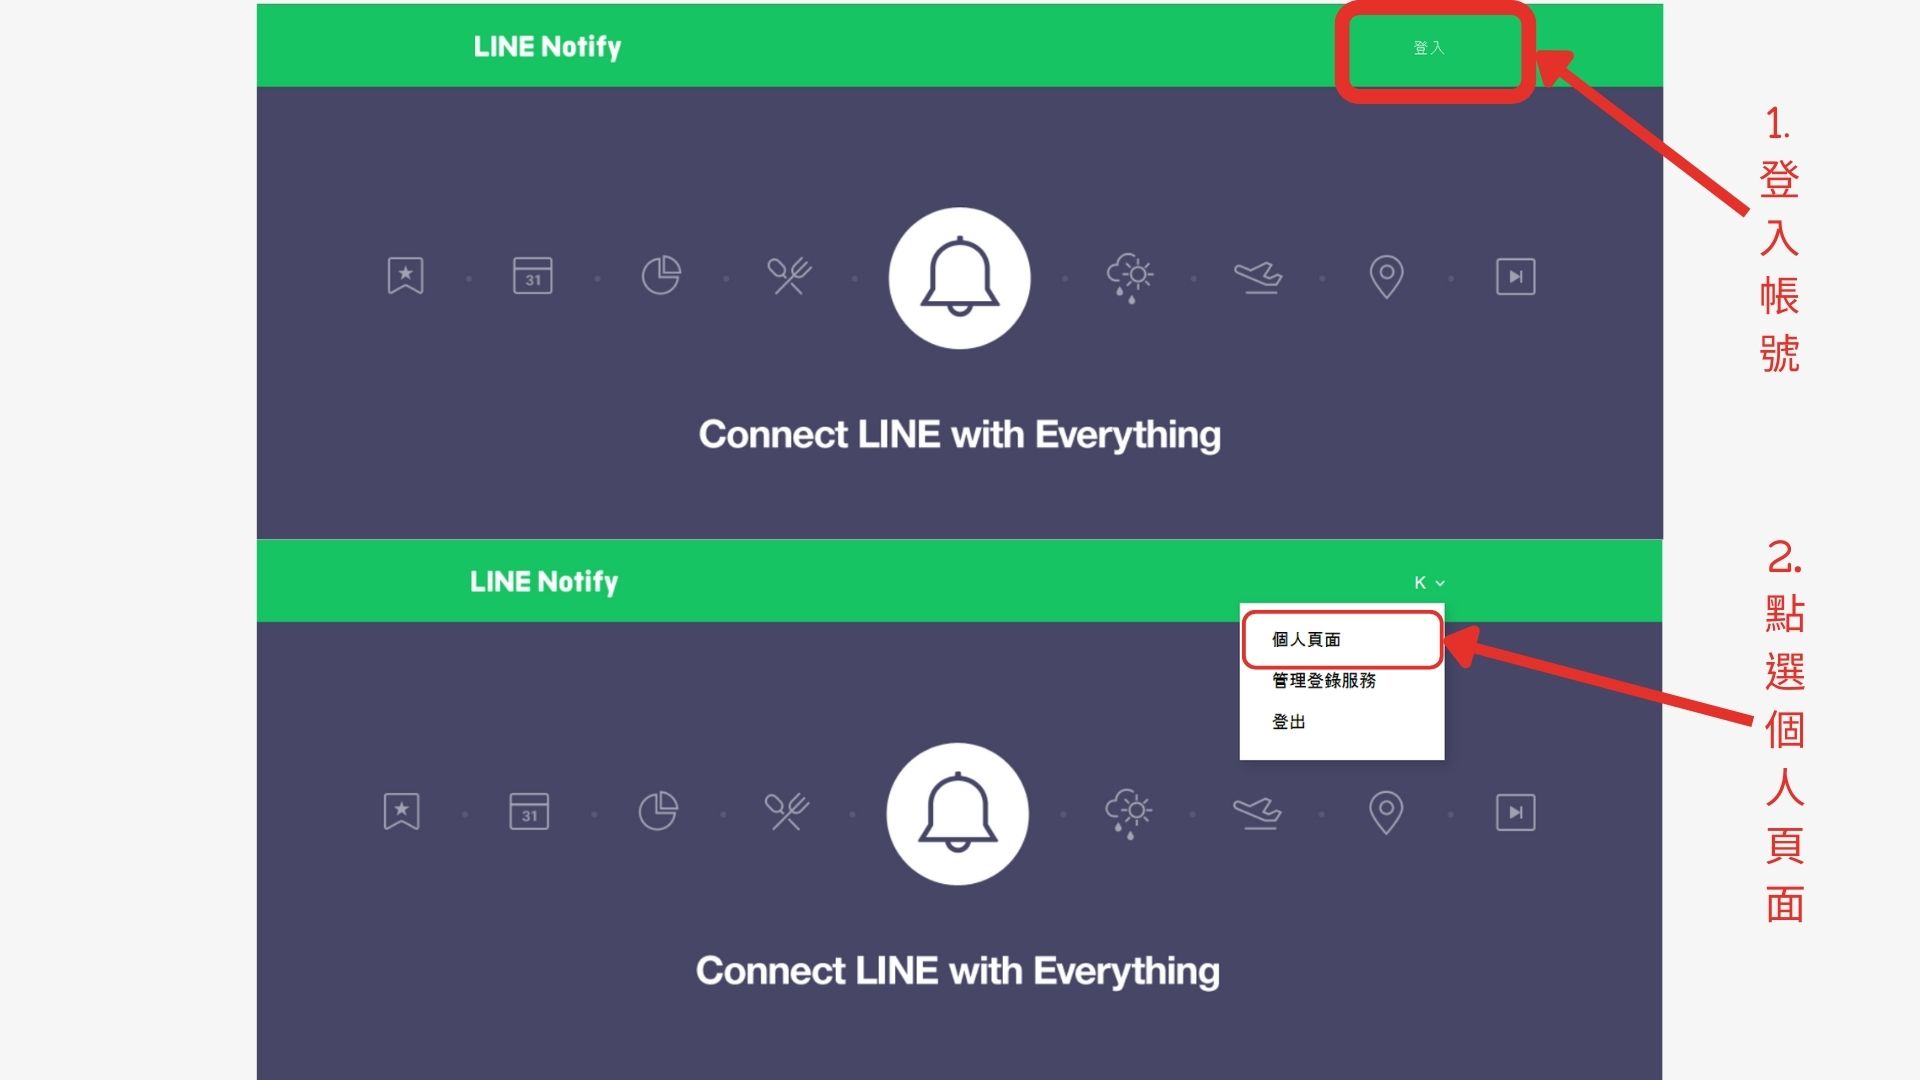 LINE Notify
登入
1.
登入帳號
31
Connect LINE with Everything
LINE Notify
K
個人頁面
管理登錄服務
登出
2.
點選個人頁面
31
Connect LINE with Everything